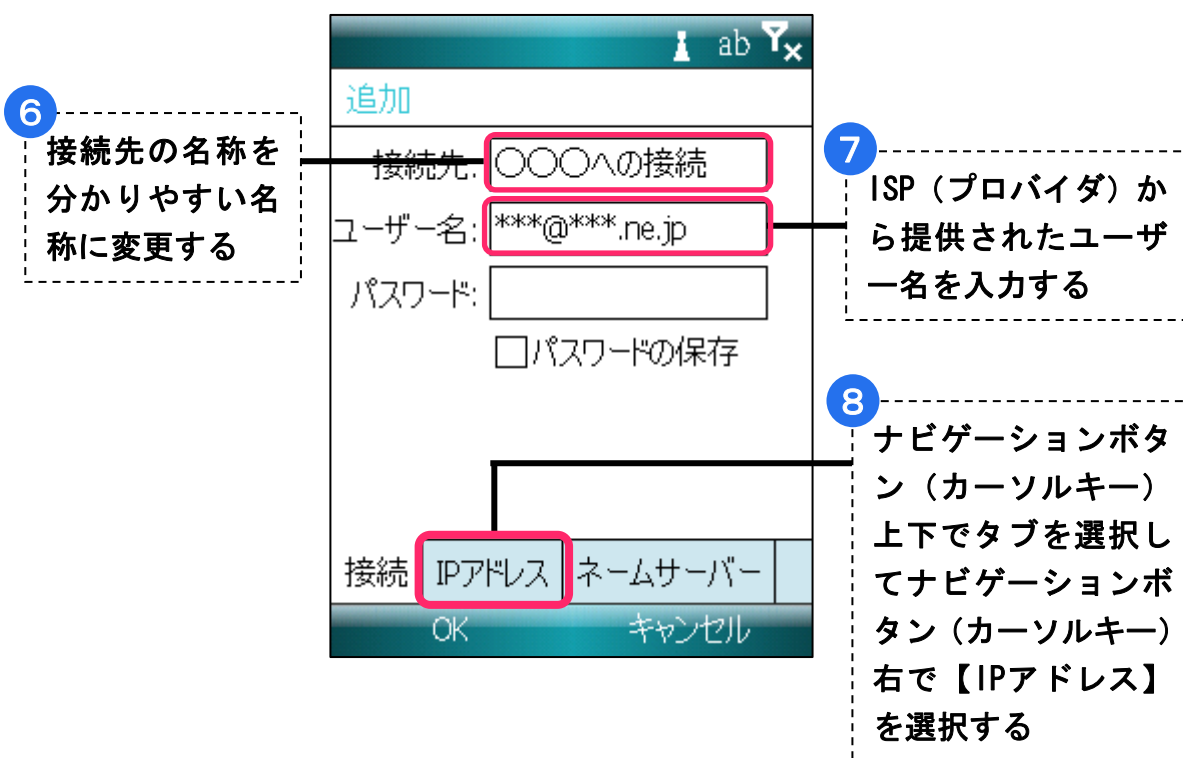 ab
追加
6
接続先の名称を
分かりやすい名
称に変更する
接続先: 〇〇〇への接続
ユーザー名: ***@***.ne.jp
パスワード:
パスワードの保存
7
ISP（プロバイダ）か
ら提供されたユーザ
ー名を入力する
8
ナビゲーションボタ
ン（カーソルキー）
上下でタブを選択し
てナビゲーションボ
タン（カーソルキー）
右で【IPアドレス】
を選択する
接続 IPアドレス ネームサーバー
OK キャンセル